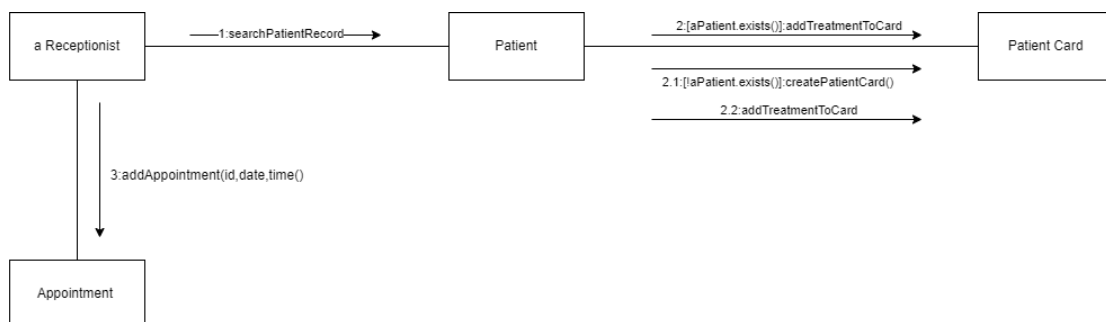 1:searchPatientRecord
2:[aPatient.exists()]:addTreatmentToCard
a Receptionist
Patient
Patient Card
2.1:[!aPatient.exists()]:createPatientCard()
2.2:addTreatmentToCard
3:addAppointment(id,date,time()
Appointment